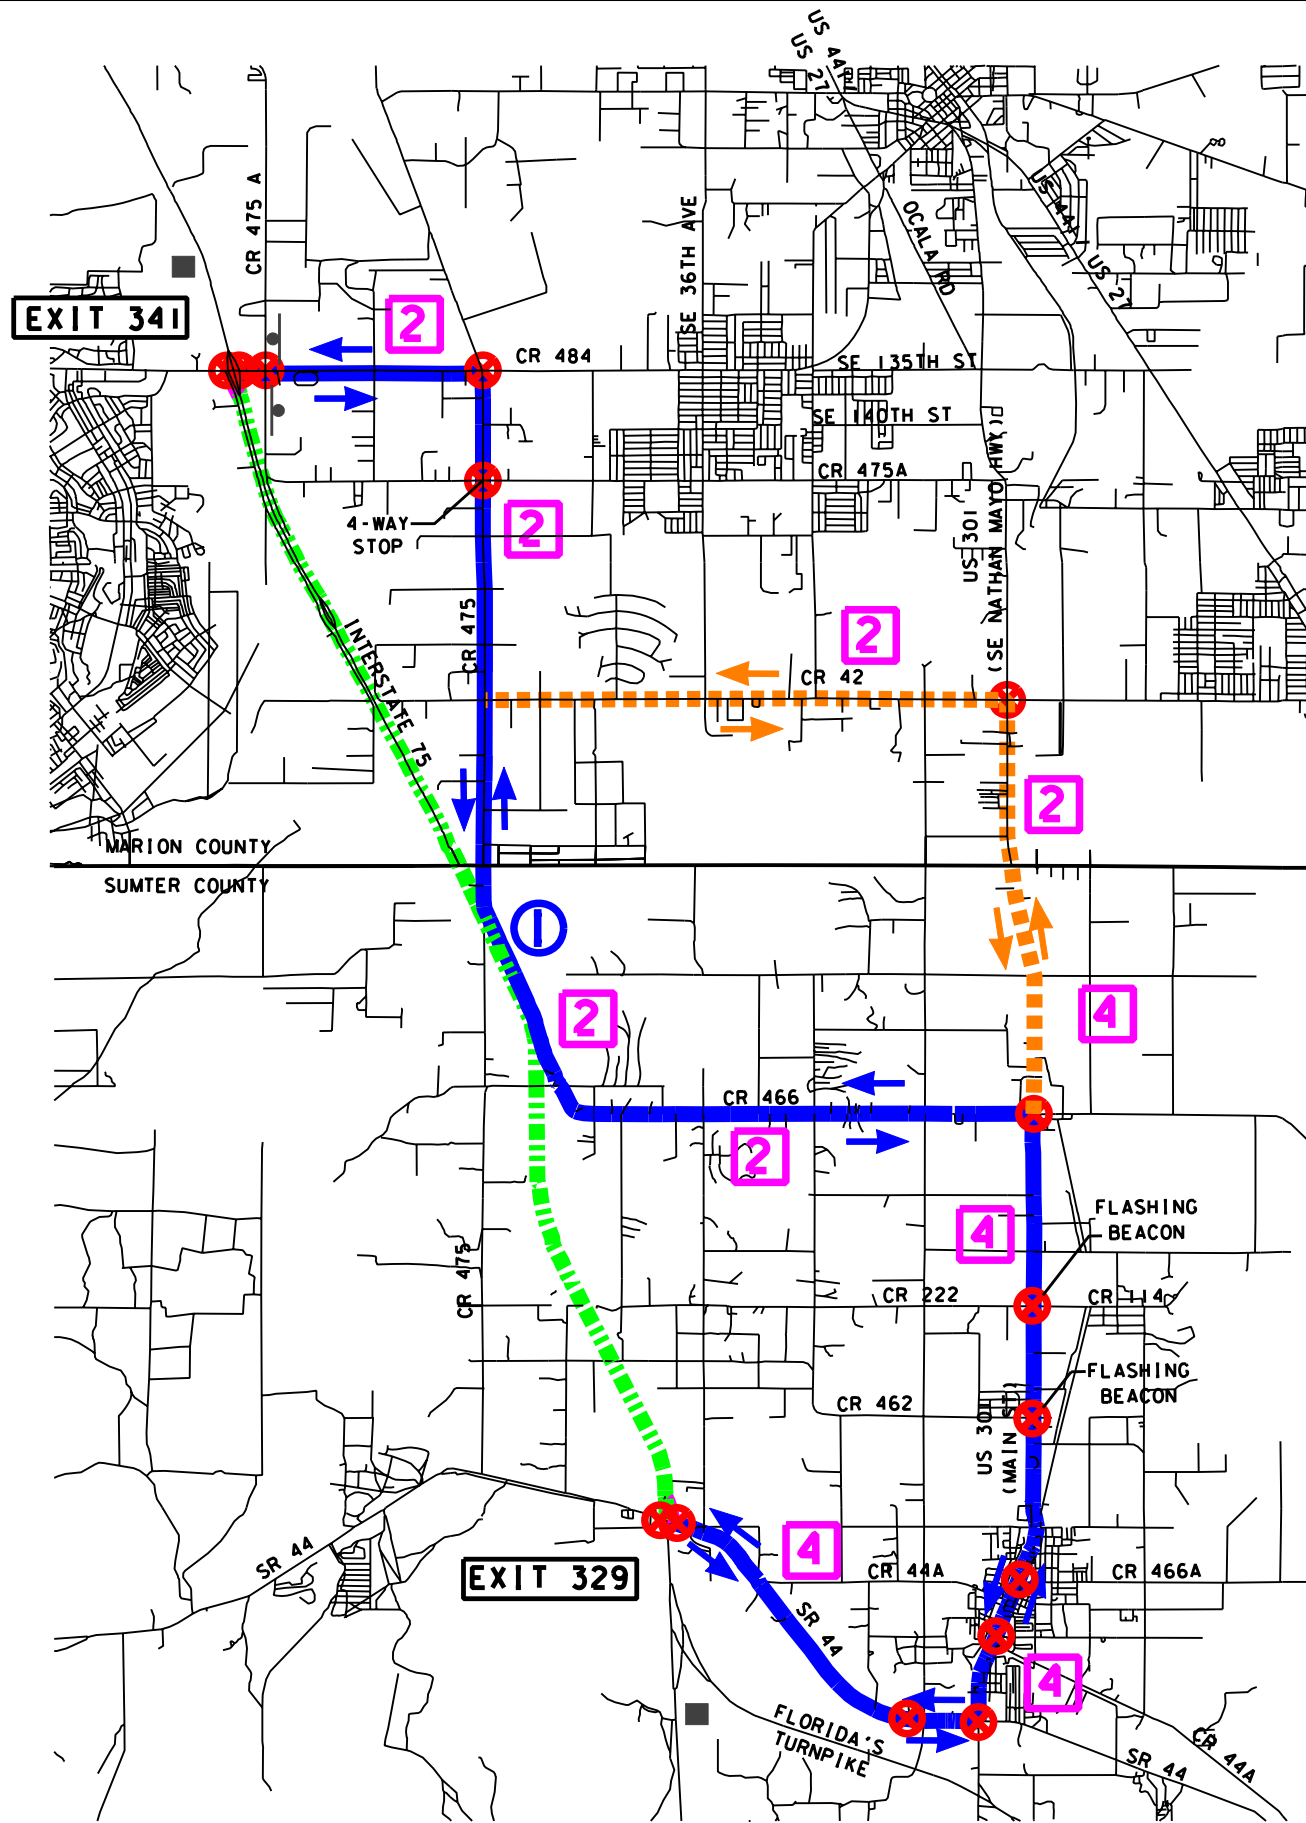 US 441
US 27
CR 475 A
SE 36TH AVE
OCALA RD
US 441 / US 27
EXIT 341
2
CR 484
SE 135TH ST
SE 140TH ST
CR 475A
4-WAY
STOP
2
US 301
(SE NATHAN MAYO HWY)
INTERSTATE 75
CR 475
2
CR 42
2
MARION COUNTY
SUMTER COUNTY
1
2
4
CR 466
2
4
FLASHING
BEACON
CR 475
CR 222
CR 114
FLASHING
BEACON
CR 462
US 301
(MAIN ST)
SR 44
EXIT 329
4
CR 44A
CR 466A
SR 44
4
FLORIDA'S
TURNPIKE
SR 44
CR 44A